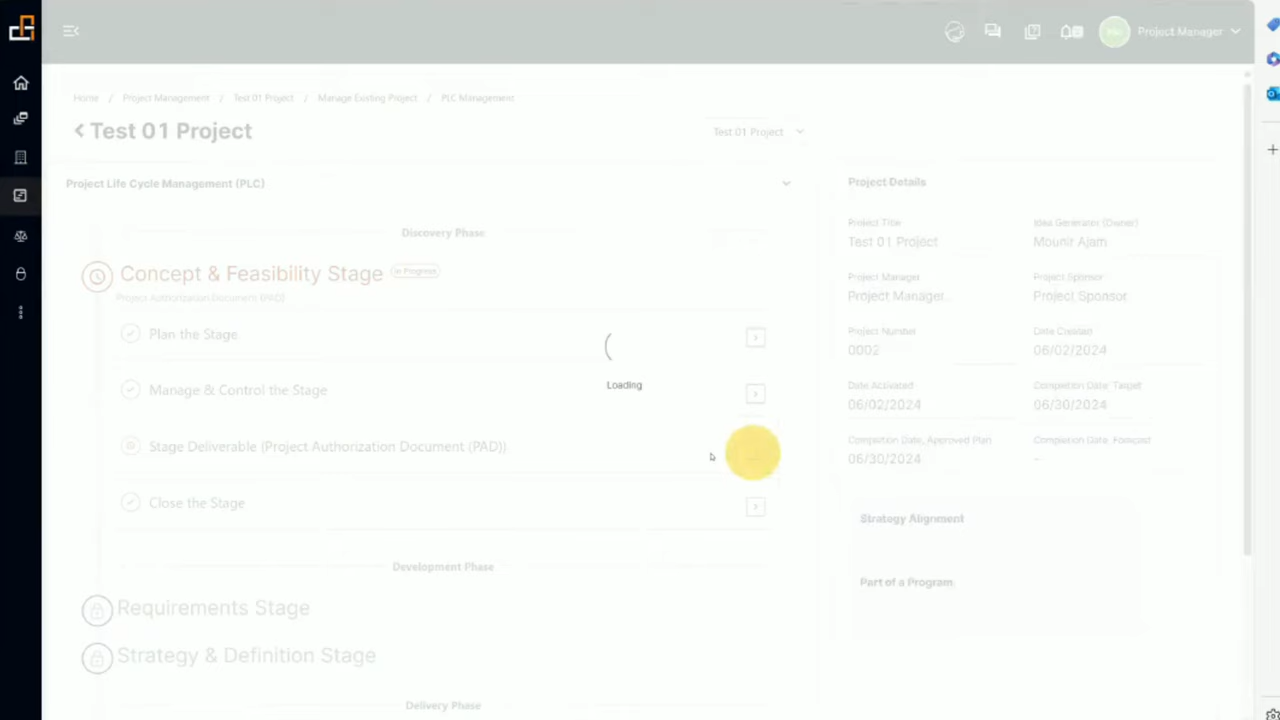 Project Manager
Home / Project Management / Test 01 Project / Manage Existing Project / PLC Management
Test 01 Project
Test 01 Project
Project Life Cycle Management (PLC)
Discovery Phase
Concept & Feasibility Stage
In Progress
Project Authorization Document (PAD)
Plan the Stage
Manage & Control the Stage
Stage Deliverable (Project Authorization Document (PAD))
Close the Stage
Development Phase
Requirements Stage
Strategy & Definition Stage
Delivery Phase
Loading
Project Details
Project Title
Test 01 Project
Idea Generator (Owner)
Mounir Ajam
Project Manager
Project Manager..
Project Sponsor
Project Sponsor
Project Number
0002
Date Created
06/02/2024
Date Activated
06/02/2024
Completion Date, Target
06/30/2024
Completion Date, Approved Plan
06/30/2024
Completion Date, Forecast
--
Strategy Alignment
Part of a Program